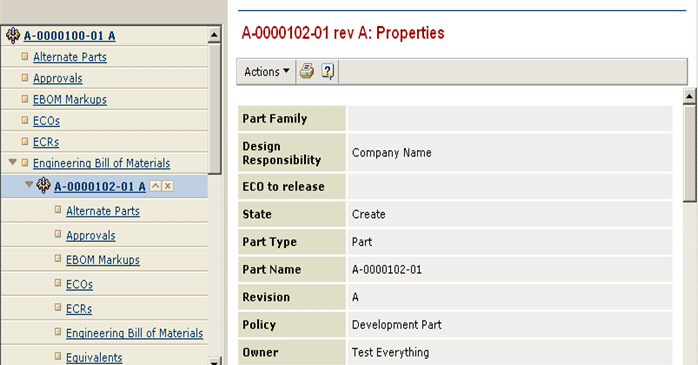 A-0000100-01 A
Alternate Parts
Approvals
EBOM Markups
ECOs
ECRs
Engineering Bill of Materials
A-0000102-01 A
Alternate Parts
Approvals
EBOM Markups
ECOs
ECRs
Engineering Bill of Materials
Equivalents
A-0000102-01 rev A: Properties
Actions
Part Family
Design
Responsibility
Company Name
ECO to release
State
Create
Part Type
Part
Part Name
A-0000102-01
Revision
A
Policy
Development Part
Owner
Test Everything